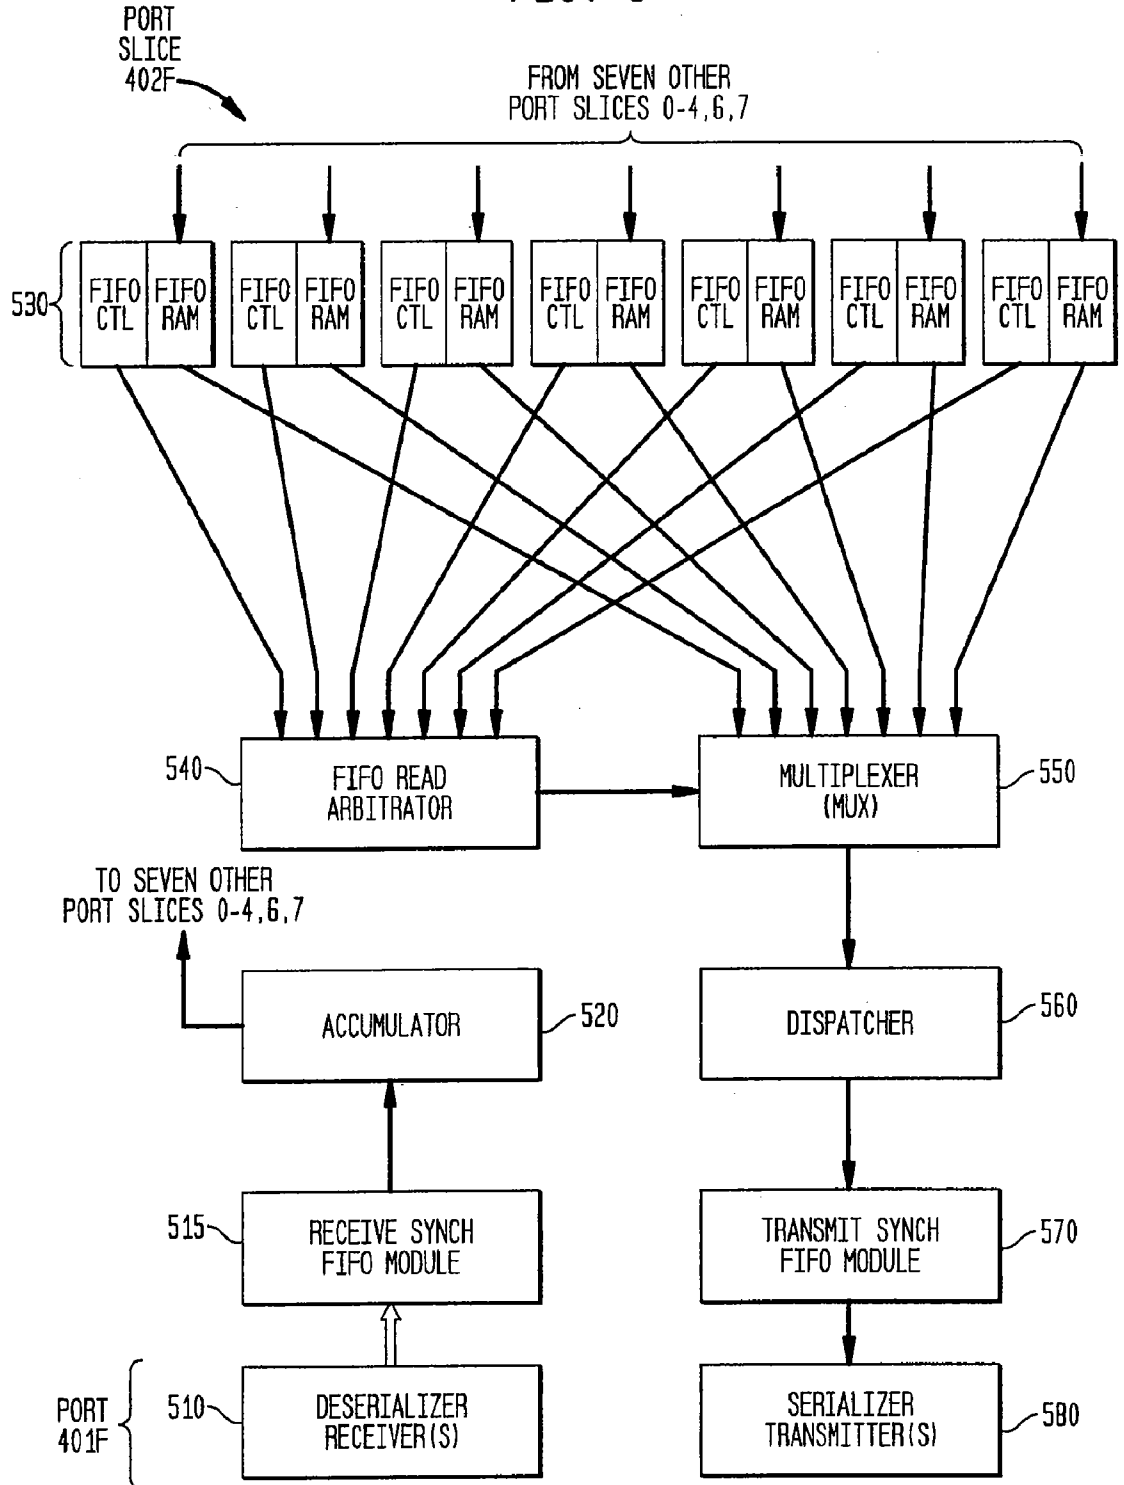 PORT
SLICE
402F
FROM SEVEN OTHER
PORT SLICES 0-4,6,7
530
FIFO CTL
FIFO RAM
FIFO CTL
FIFO RAM
FIFO CTL
FIFO RAM
FIFO CTL
FIFO RAM
FIFO CTL
FIFO RAM
FIFO CTL
FIFO RAM
FIFO CTL
FIFO RAM
540
FIFO READ
ARBITRATOR
MULTIPLEXER
(MUX)
550
TO SEVEN OTHER
PORT SLICES 0-4,6,7
ACCUMULATOR
520
DISPATCHER
560
515
RECEIVE SYNCH
FIFO MODULE
TRANSMIT SYNCH
FIFO MODULE
570
PORT
401F
510
DESERIALIZER
RECEIVER(S)
SERIALIZER
TRANSMITTER(S)
580